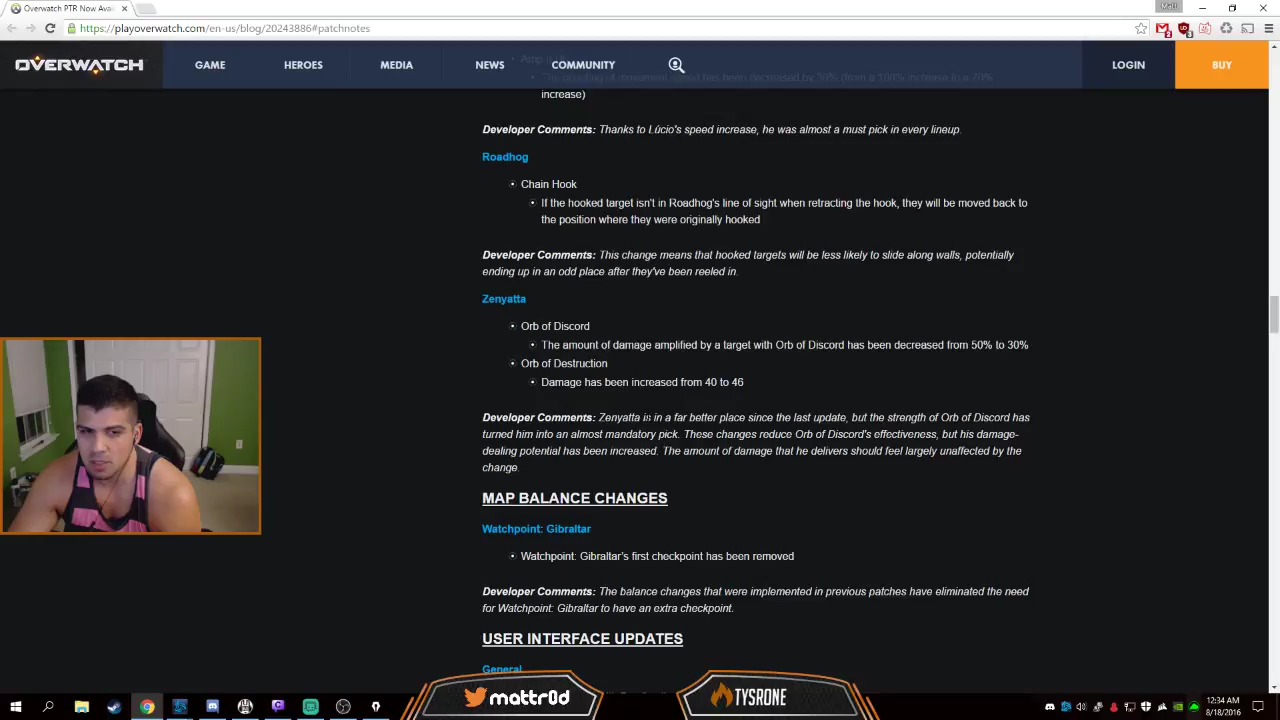 Overwatch PTR Now Avai
Matt
https://playoverwatch.com/en-us/blog/20243886#patchnotes
OVERWATCH
GAME
HEROES
MEDIA
NEWS
COMMUNITY
LOGIN
BUY
increase)
Developer Comments: Thanks to Lúcio's speed increase, he was almost a must pick in every lineup.
Roadhog
Chain Hook
If the hooked target isn't in Roadhog's line of sight when retracting the hook, they will be moved back to
the position where they were originally hooked
Developer Comments: This change means that hooked targets will be less likely to slide along walls, potentially
ending up in an odd place after they've been reeled in.
Zenyatta
Orb of Discord
The amount of damage amplified by a target with Orb of Discord has been decreased from 50% to 30%
Orb of Destruction
Damage has been increased from 40 to 46
Developer Comments: Zenyatta is in a far better place since the last update, but the strength of Orb of Discord has
turned him into an almost mandatory pick. These changes reduce Orb of Discord's effectiveness, but his damage-
dealing potential has been increased. The amount of damage that he delivers should feel largely unaffected by the
change.
MAP BALANCE CHANGES
Watchpoint: Gibraltar
Watchpoint: Gibraltar's first checkpoint has been removed
Developer Comments: The balance changes that were implemented in previous patches have eliminated the need
for Watchpoint: Gibraltar to have an extra checkpoint.
USER INTERFACE UPDATES
General
mattr0d
TYSRONE
12:34 AM
8/18/2016